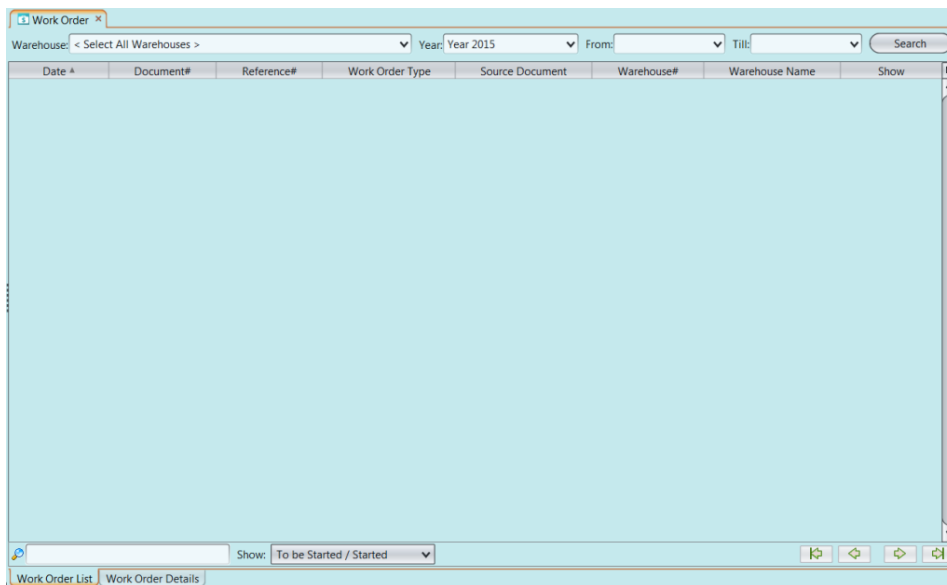 Work Order
Warehouse: < Select All Warehouses > Year: Year 2015 From: Till: Search
Date Document# Reference# Work Order Type Source Document Warehouse# Warehouse Name Show
Show: To be Started / Started
Work Order List Work Order Details